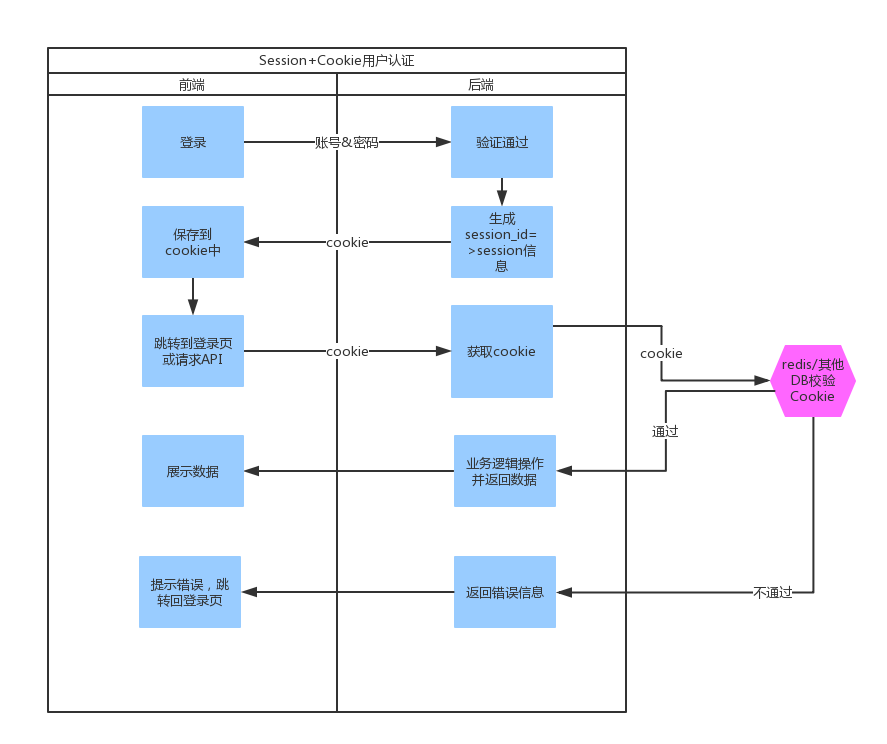 Session+Cookie用户认证
前端
后端
登录
账号&密码
验证通过
保存到
cookie中
cookie
生成
session_id=
>session信
息
跳转到登录页
或请求API
cookie
获取cookie
cookie
redis/其他
DB校验
Cookie
通过
展示数据
业务逻辑操作
并返回数据
提示错误，跳
转回登录页
返回错误信息
不通过